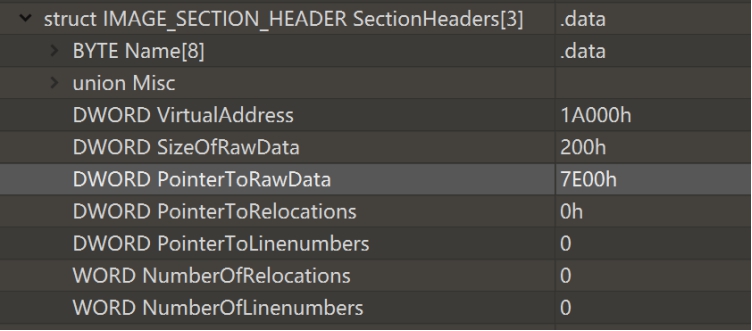 struct IMAGE_SECTION_HEADER SectionHeaders[3] .data
BYTE Name[8] .data
union Misc
DWORD VirtualAddress 1A000h
DWORD SizeOfRawData 200h
DWORD PointerToRawData 7E00h
DWORD PointerToRelocations 0h
DWORD PointerToLinenumbers 0
WORD NumberOfRelocations 0
WORD NumberOfLinenumbers 0